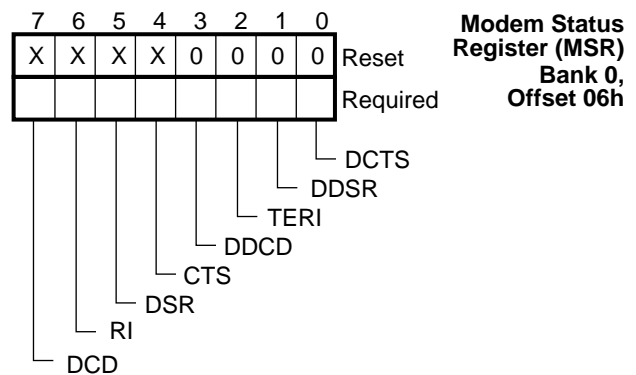 7 6 5 4 3 2 1 0
X X X X 0 0 0 0 Reset
Required
Modem Status
Register (MSR)
Bank 0,
Offset 06h
DCTS
DDSR
TERI
DDCD
CTS
DSR
RI
DCD